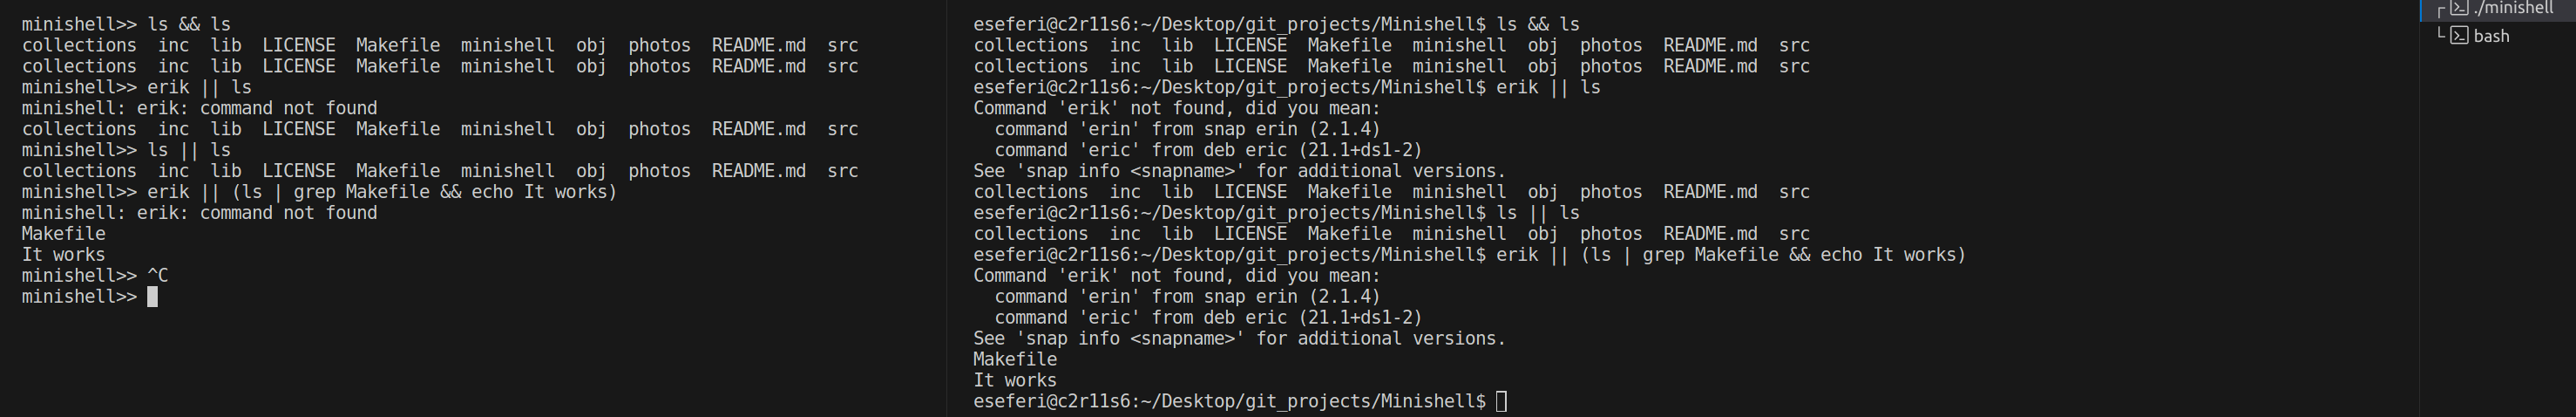 minishell>> ls && ls
collections  inc  lib  LICENSE  Makefile  minishell  obj  photos  README.md  src
collections  inc  lib  LICENSE  Makefile  minishell  obj  photos  README.md  src
minishell>> erik || ls
minishell: erik: command not found
collections  inc  lib  LICENSE  Makefile  minishell  obj  photos  README.md  src
minishell>> ls || ls
collections  inc  lib  LICENSE  Makefile  minishell  obj  photos  README.md  src
minishell>> erik || (ls | grep Makefile && echo It works)
minishell: erik: command not found
Makefile
It works
minishell>> ^C
minishell>>
eseferi@c2r11s6:~/Desktop/git_projects/Minishell$ ls && ls
collections  inc  lib  LICENSE  Makefile  minishell  obj  photos  README.md  src
collections  inc  lib  LICENSE  Makefile  minishell  obj  photos  README.md  src
eseferi@c2r11s6:~/Desktop/git_projects/Minishell$ erik || ls
Command 'erik' not found, did you mean:
  command 'erin' from snap erin (2.1.4)
  command 'eric' from deb eric (21.1+ds1-2)
See 'snap info <snapname>' for additional versions.
collections  inc  lib  LICENSE  Makefile  minishell  obj  photos  README.md  src
eseferi@c2r11s6:~/Desktop/git_projects/Minishell$ ls || ls
collections  inc  lib  LICENSE  Makefile  minishell  obj  photos  README.md  src
eseferi@c2r11s6:~/Desktop/git_projects/Minishell$ erik || (ls | grep Makefile && echo It works)
Command 'erik' not found, did you mean:
  command 'erin' from snap erin (2.1.4)
  command 'eric' from deb eric (21.1+ds1-2)
See 'snap info <snapname>' for additional versions.
Makefile
It works
eseferi@c2r11s6:~/Desktop/git_projects/Minishell$
./minishell
bash